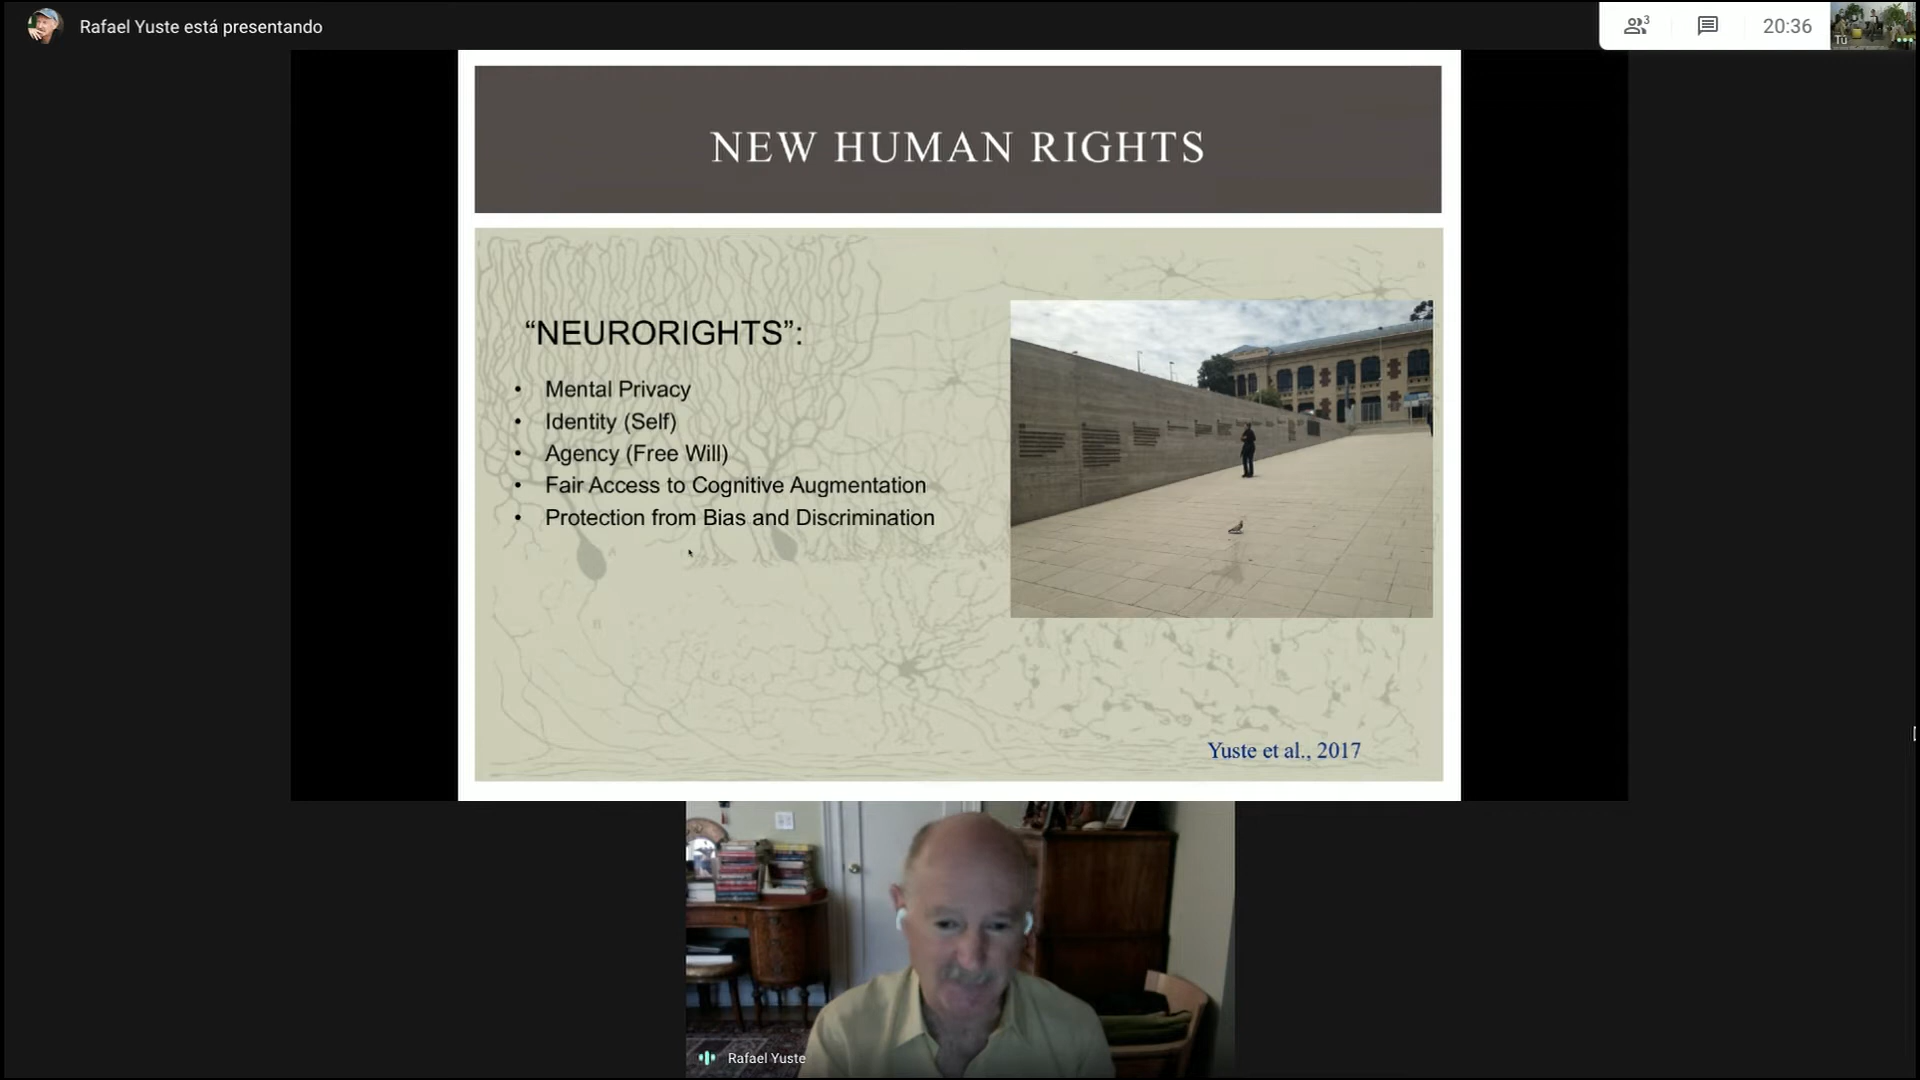 Rafael Yuste está presentando
3
20:36
Tú
NEW HUMAN RIGHTS
“NEURORIGHTS”:
• Mental Privacy
• Identity (Self)
• Agency (Free Will)
• Fair Access to Cognitive Augmentation
• Protection from Bias and Discrimination
Yuste et al., 2017
Rafael Yuste